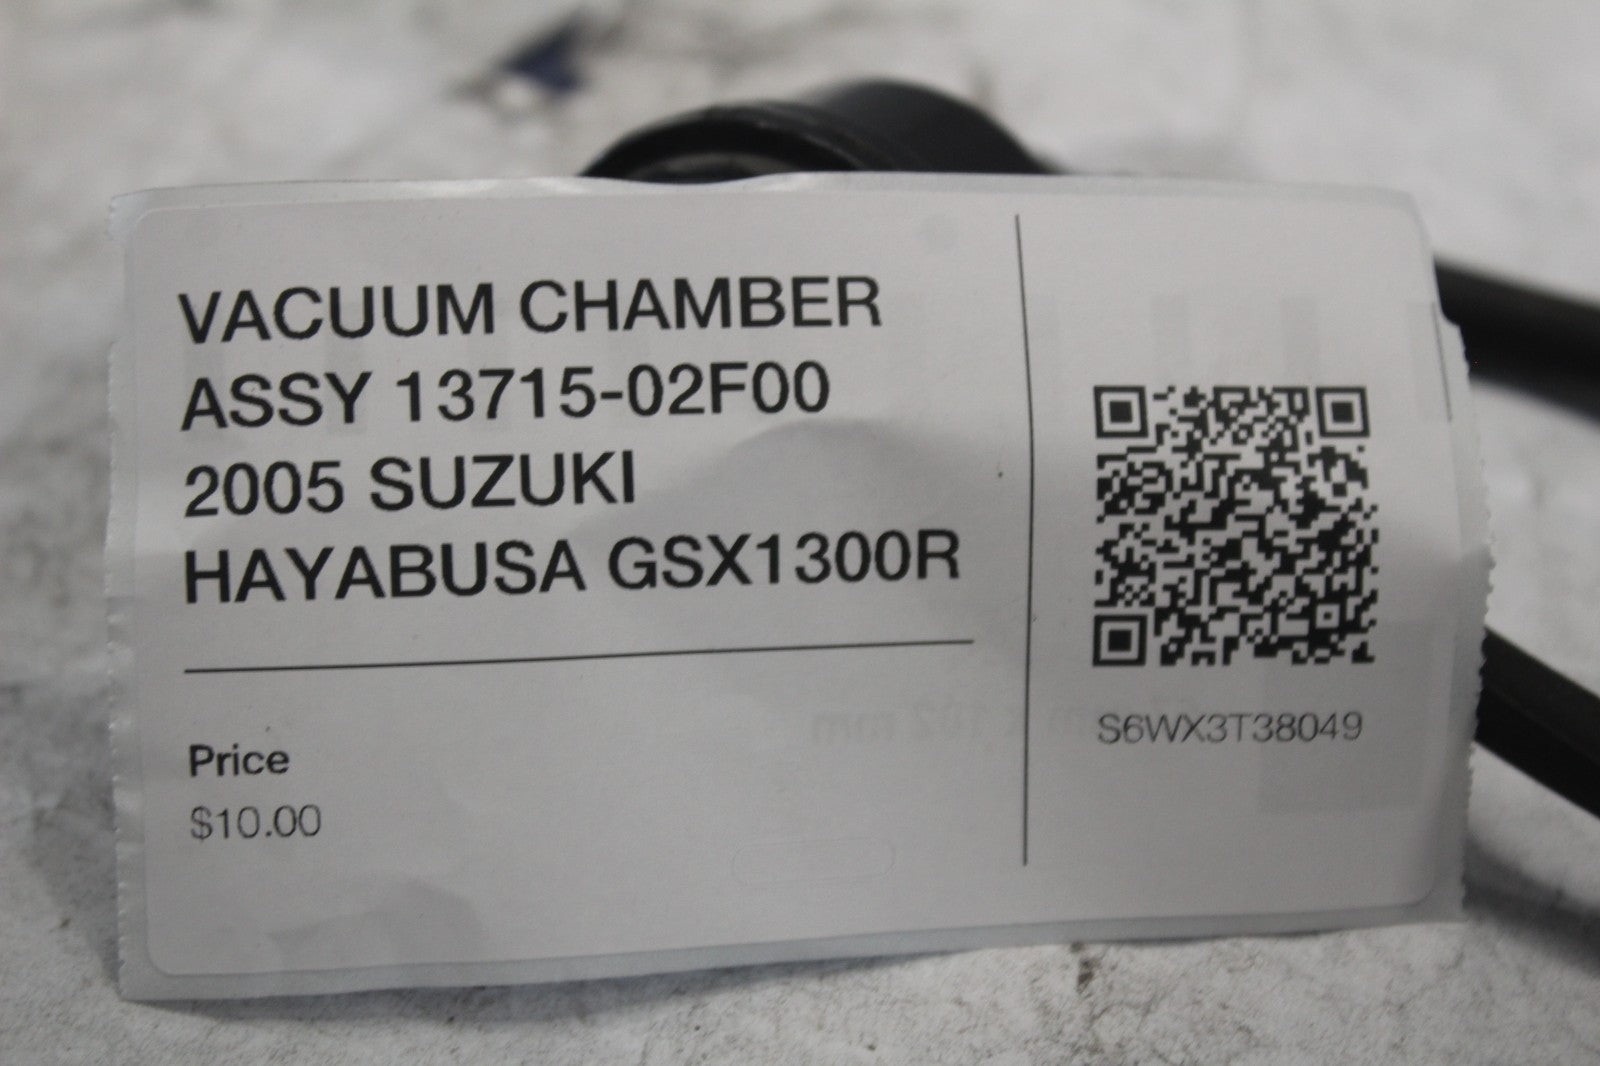 VACUUM CHAMBER
ASSY 13715-02F00
2005 SUZUKI
HAYABUSA GSX1300R
Price
$10.00
S6WX3T38049